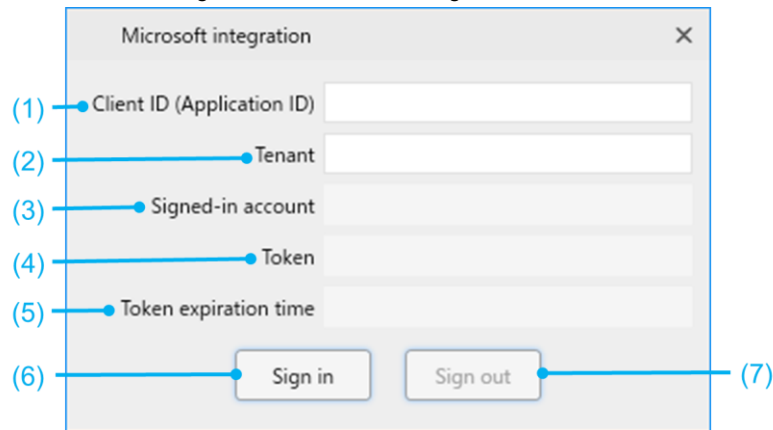 Microsoft integration
(1) Client ID (Application ID)
(2) Tenant
(3) Signed-in account
(4) Token
(5) Token expiration time
(6) Sign in Sign out (7)